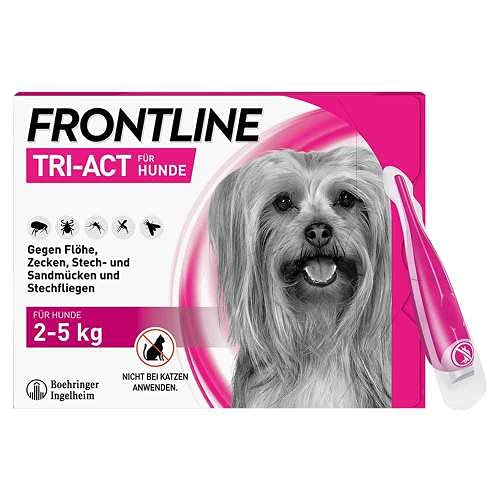 FRONTLINE
TRI-ACT FÜR HUNDE
Gegen Flöhe,
Zecken, Stech- und
Sandmücken und
Stechfliegen
FÜR HUNDE
2-5 kg
NICHT BEI KATZEN
ANWENDEN.
Boehringer
Ingelheim